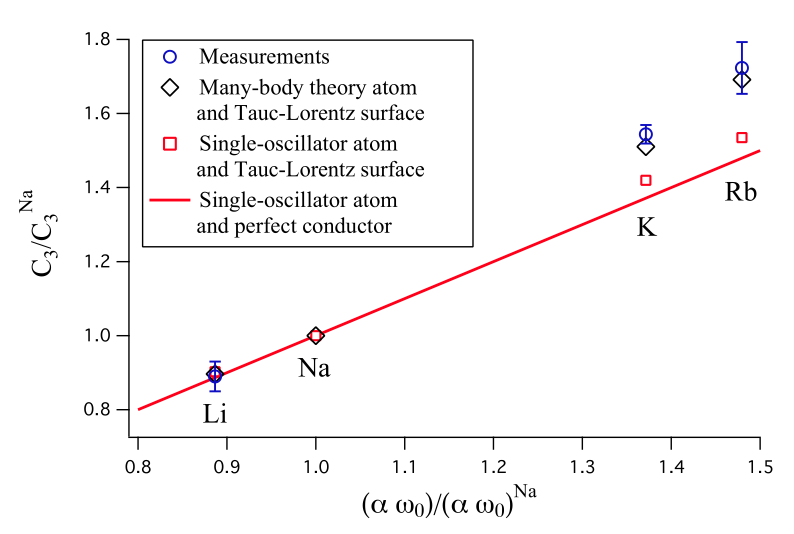 1.8
1.6
1.4
1.2
1.0
0.8
C₃/C₃ᴺᵃ
Measurements
Many-body theory atom
and Tauc-Lorentz surface
Single-oscillator atom
and Tauc-Lorentz surface
Single-oscillator atom
and perfect conductor
Rb
K
Na
Li
0.8 0.9 1.0 1.1 1.2 1.3 1.4 1.5
(α ω₀)/(α ω₀)ᴺᵃ